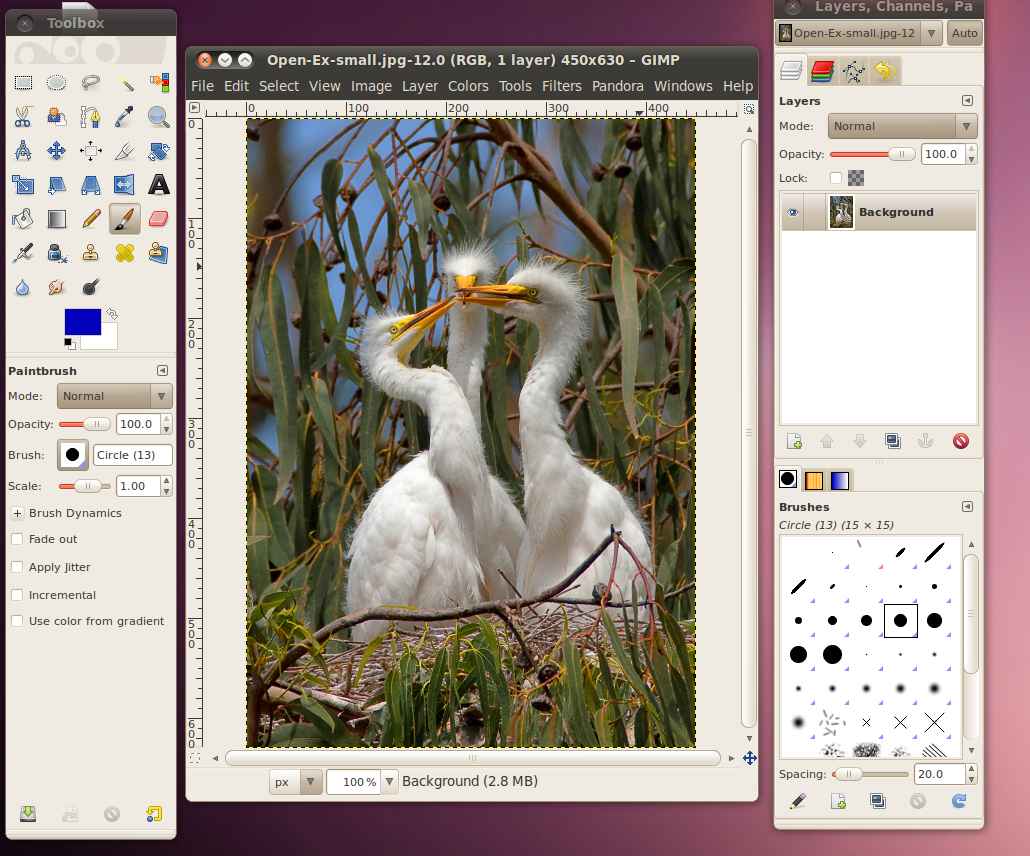 Toolbox
Paintbrush
Mode: Normal
Opacity: 100.0
Brush: Circle (13)
Scale: 1.00
Brush Dynamics
Fade out
Apply Jitter
Incremental
Use color from gradient
Open-Ex-small.jpg-12.0 (RGB, 1 layer) 450x630 – GIMP
File Edit Select View Image Layer Colors Tools Filters Pandora Windows Help
0 100 200 300 400
0
100
200
300
400
500
600
px 100 % Background (2.8 MB)
Layers, Channels, Pa
Open-Ex-small.jpg-12 Auto
Layers
Mode: Normal
Opacity: 100.0
Lock:
Background
Brushes
Circle (13) (15 × 15)
Spacing: 20.0